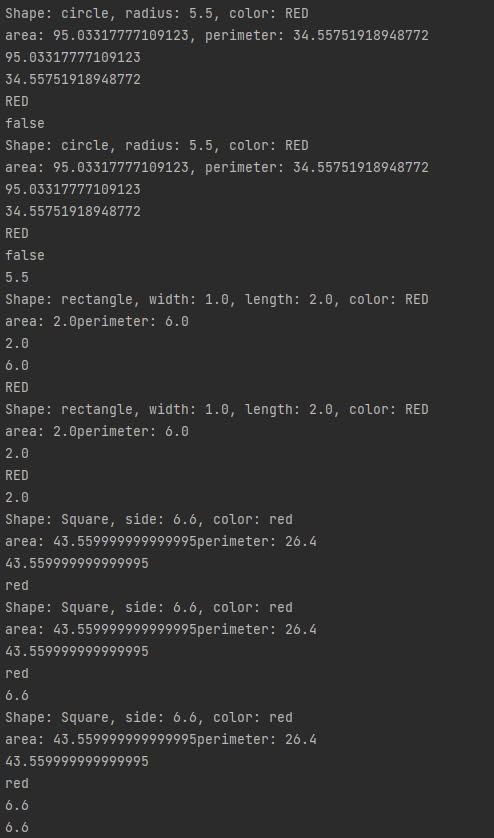 Shape: circle, radius: 5.5, color: RED
area: 95.03317777109123, perimeter: 34.55751918948772
95.03317777109123
34.55751918948772
RED
false
Shape: circle, radius: 5.5, color: RED
area: 95.03317777109123, perimeter: 34.55751918948772
95.03317777109123
34.55751918948772
RED
false
5.5
Shape: rectangle, width: 1.0, length: 2.0, color: RED
area: 2.0perimeter: 6.0
2.0
6.0
RED
Shape: rectangle, width: 1.0, length: 2.0, color: RED
area: 2.0perimeter: 6.0
2.0
RED
2.0
Shape: Square, side: 6.6, color: red
area: 43.559999999999995perimeter: 26.4
43.559999999999995
red
Shape: Square, side: 6.6, color: red
area: 43.559999999999995perimeter: 26.4
43.559999999999995
red
6.6
Shape: Square, side: 6.6, color: red
area: 43.559999999999995perimeter: 26.4
43.559999999999995
red
6.6
6.6